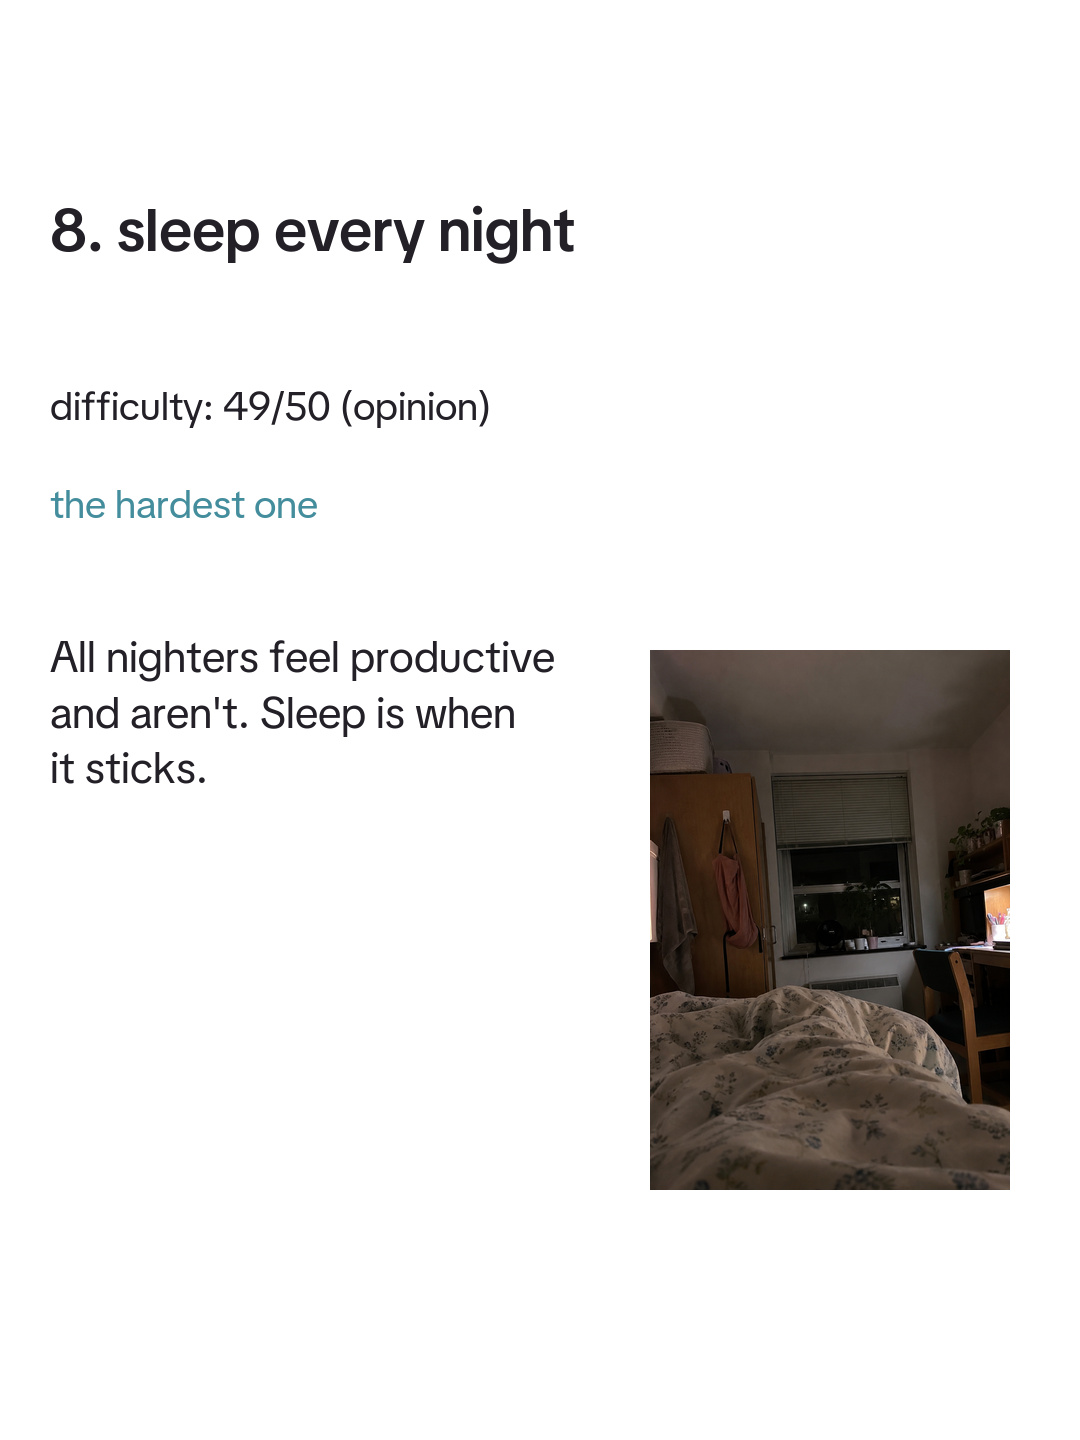 8. sleep every night
difficulty: 49/50 (opinion)
the hardest one
All nighters feel productive
and aren't. Sleep is when
it sticks.